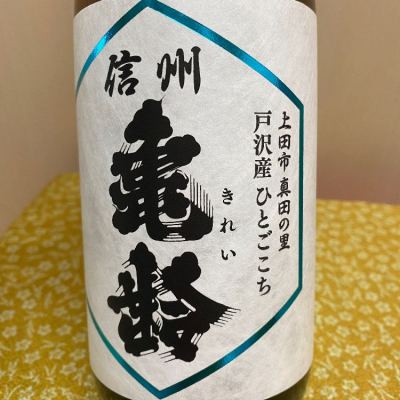 信州
亀齢
きれい
上田市 真田の里
戸沢産 ひとごこち